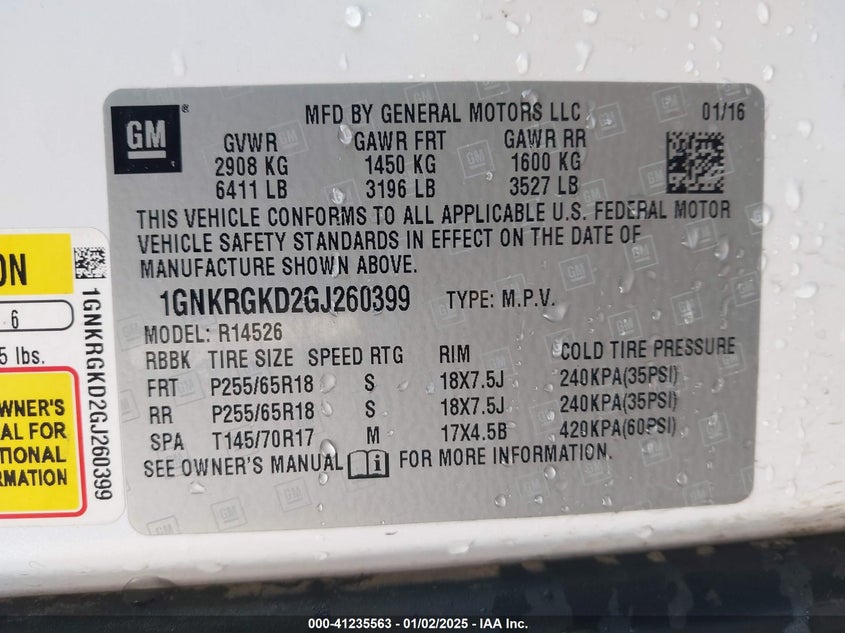 MFD BY GENERAL MOTORS LLC 01/16
GM
GVWR GAWR FRT GAWR RR
2908 KG 1450 KG 1600 KG
6411 LB 3196 LB 3527 LB
THIS VEHICLE CONFORMS TO ALL APPLICABLE U.S. FEDERAL MOTOR
VEHICLE SAFETY STANDARDS IN EFFECT ON THE DATE OF
MANUFACTURE SHOWN ABOVE.
1GNKRGKD2GJ260399 TYPE: M.P.V.
MODEL: R14526
RBBK TIRE SIZE SPEED RTG RIM COLD TIRE PRESSURE
FRT P255/65R18 S 18X7.5J 240KPA(35PSI)
RR P255/65R18 S 18X7.5J 240KPA(35PSI)
SPA T145/70R17 M 17X4.5B 420KPA(60PSI)
SEE OWNER'S MANUAL FOR MORE INFORMATION.
ON
6
5 lbs.
OWNER'S
AL FOR
TIONAL
RMATION
1GNKRGKD2GJ260399
000-41235563 - 01/02/2025 - IAA Inc.